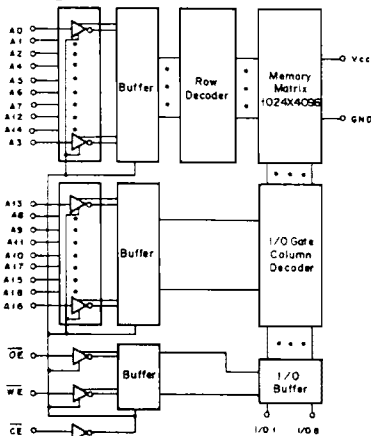 A0
A1
A2
A4
A5
A6
A7
A12
A14
A3
Buffer
Row
Decoder
Memory
Matrix
1024X4096
Vcc
GND
A13
A8
A9
A11
A10
A17
A15
A18
A16
Buffer
I/O Gate
Column
Decoder
OE
WE
CE
Buffer
I/O
Buffer
I/O 1
I/O 8